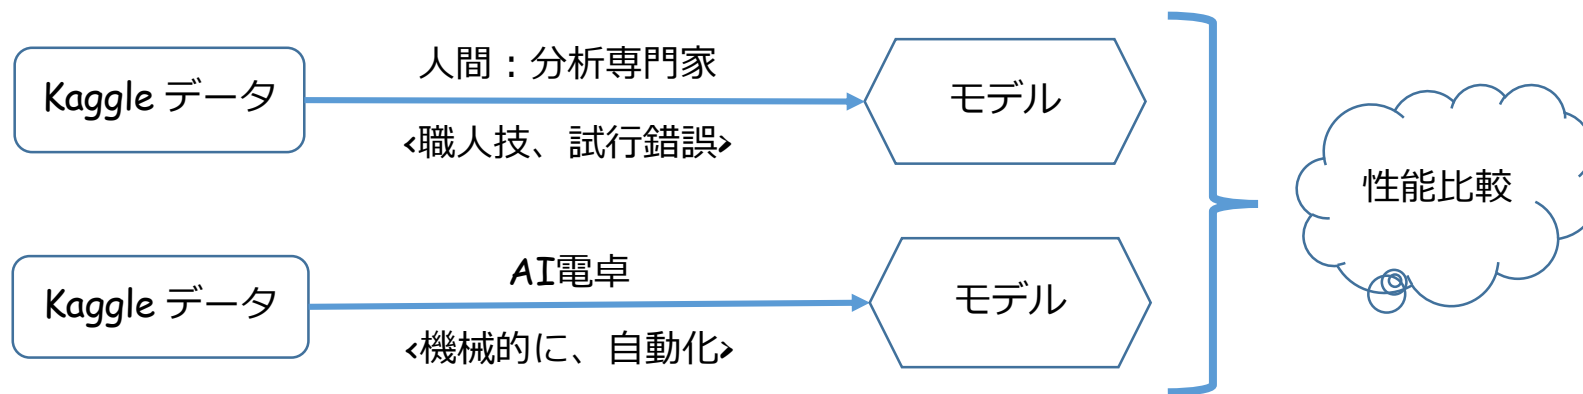 Kaggle データ
人間：分析専門家
<職人技、試行錯誤>
モデル
Kaggle データ
AI電卓
<機械的に、自動化>
モデル
性能比較